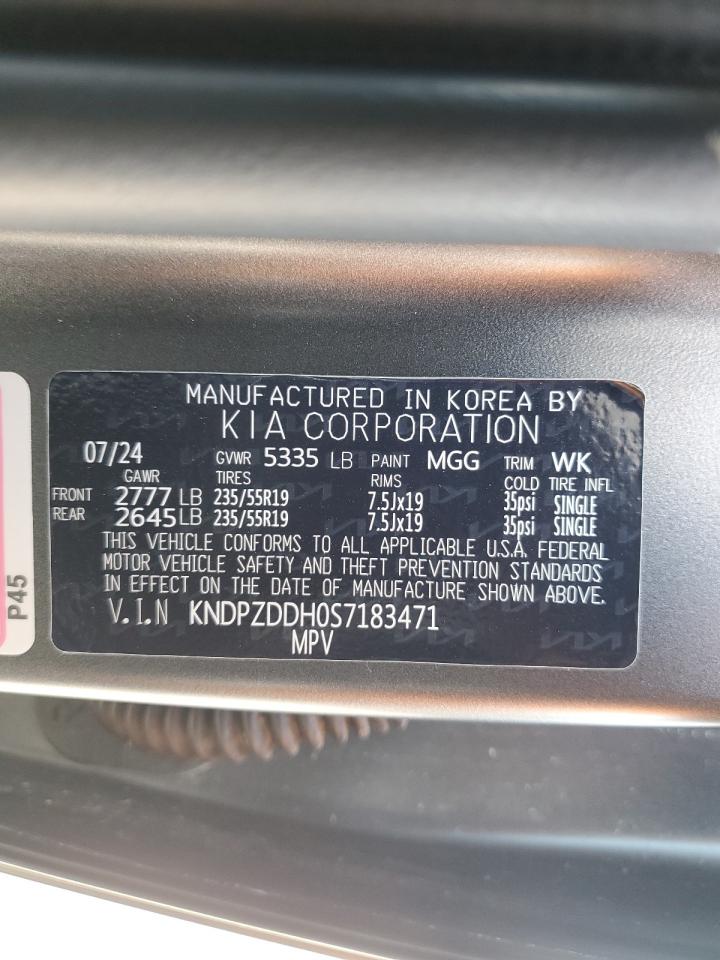 MANUFACTURED IN KOREA BY
KIA CORPORATION
07/24 GVWR 5335 LB PAINT MGG TRIM WK
GAWR TIRES RIMS COLD TIRE INFL
FRONT 2777 LB 235/55R19 7.5Jx19 35psi SINGLE
REAR 2645 LB 235/55R19 7.5Jx19 35psi SINGLE
THIS VEHICLE CONFORMS TO ALL APPLICABLE U.S.A. FEDERAL
MOTOR VEHICLE SAFETY AND THEFT PREVENTION STANDARDS
IN EFFECT ON THE DATE OF MANUFACTURE SHOWN ABOVE.
V.I.N KNDPZDDH0S7183471
MPV
P45